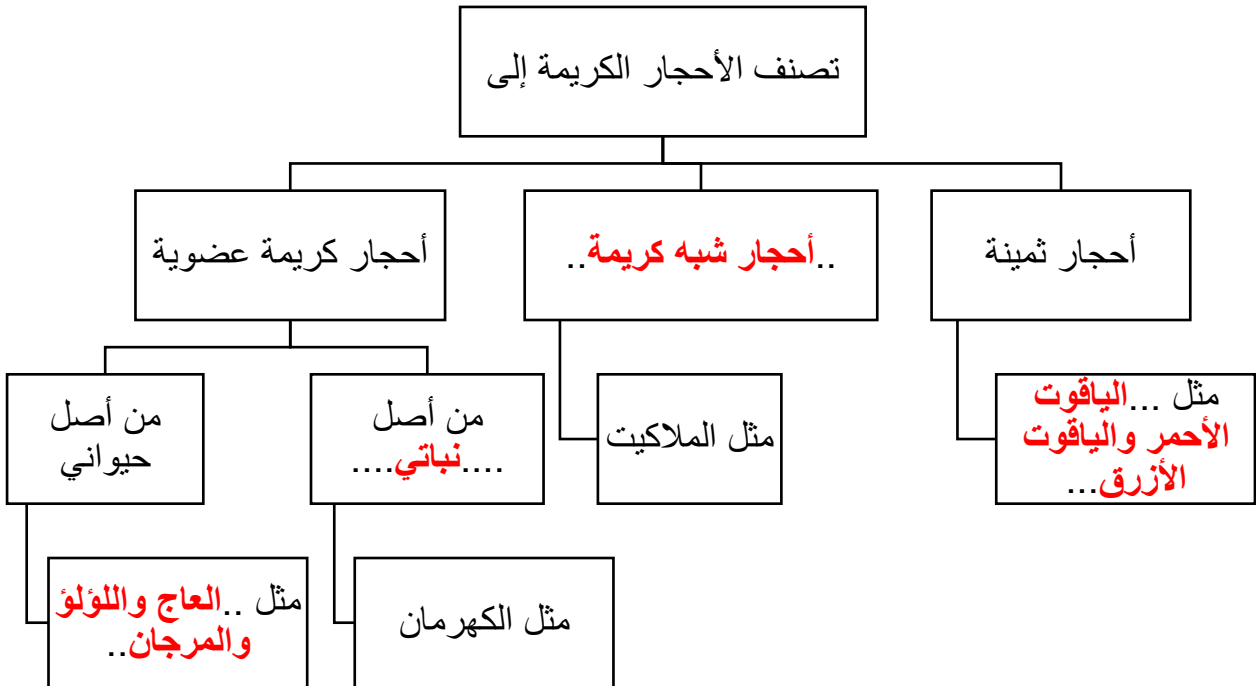 تصنف الأحجار الكريمة إلى
أحجار ثمينة
..أحجار شبه كريمة..
أحجار كريمة عضوية
مثل ...الياقوت
الأحمر والياقوت
الأزرق...
مثل الملاكيت
من أصل
....نباتي....
من أصل
حيواني
مثل الكهرمان
مثل ..العاج واللؤلؤ
والمرجان..